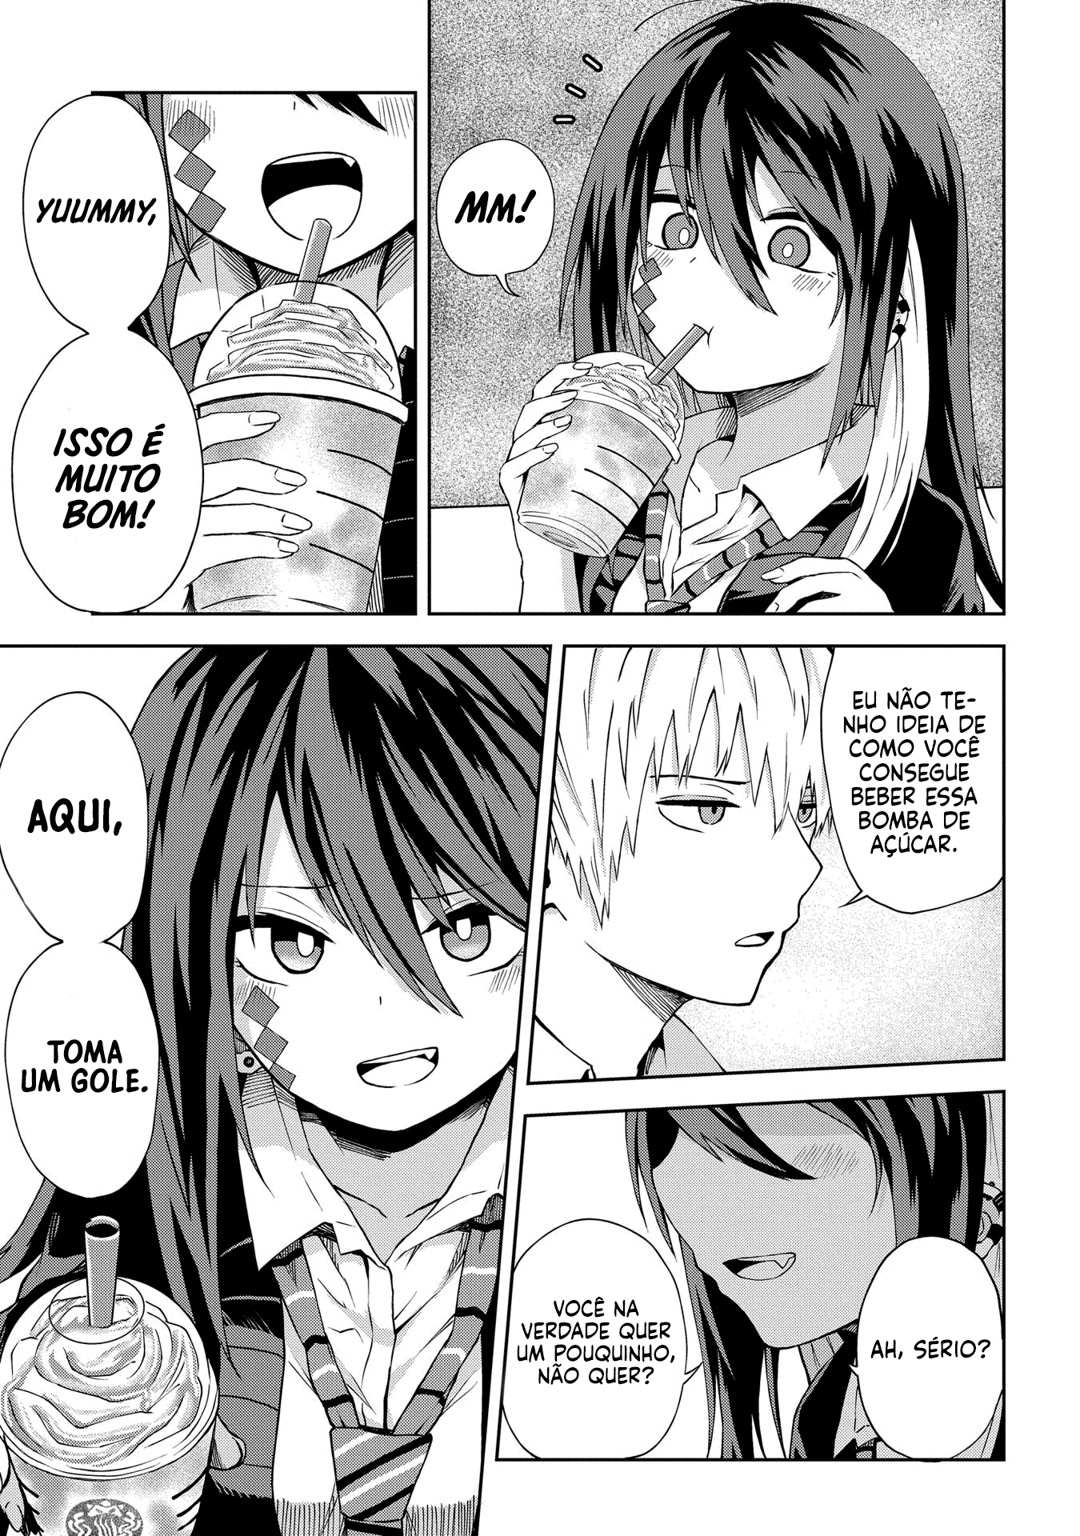 MM!
YUUMMY,
ISSO É
MUITO
BOM!
EU NÃO TE-
NHO IDEIA DE
COMO VOCÊ
CONSEGUE
BEBER ESSA
BOMBA DE
AÇÚCAR.
AH, SÉRIO?
VOCÊ NA
VERDADE QUER
UM POUQUINHO,
NÃO QUER?
AQUI,
TOMA
UM GOLE.